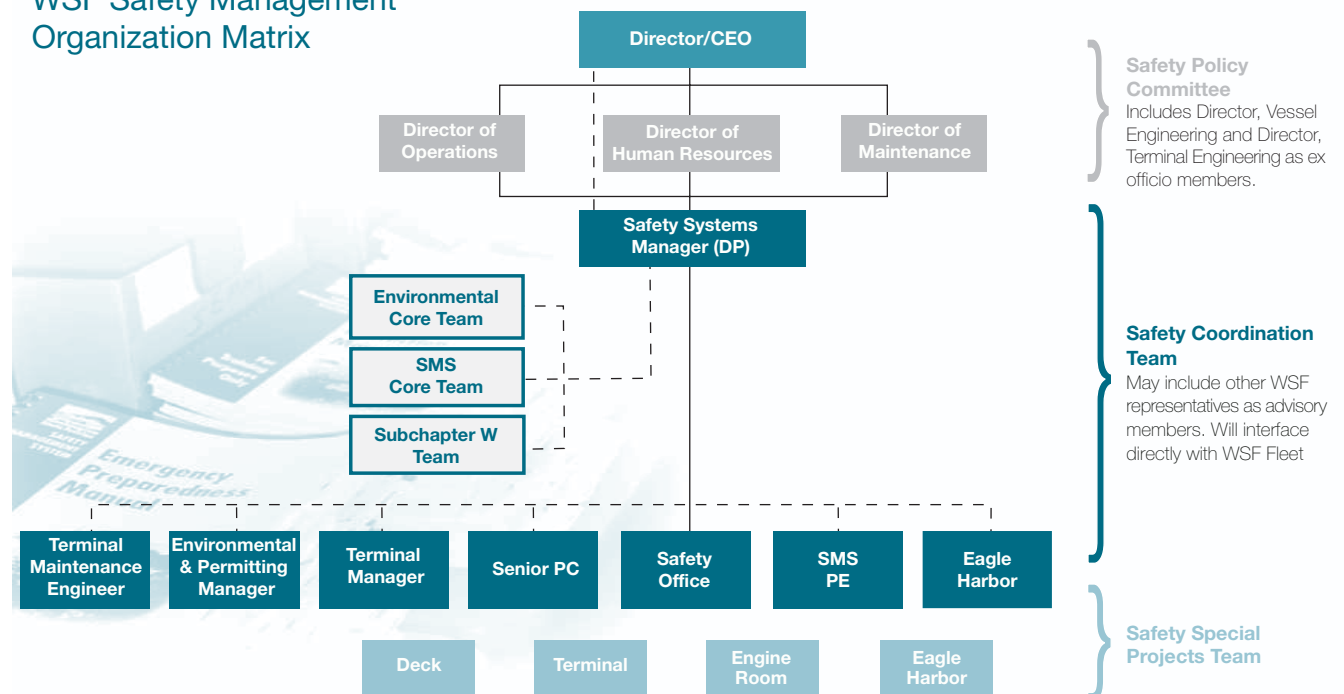 WSF Safety Management
Organization Matrix
Director/CEO
Director of
Operations
Director of
Human Resources
Director of
Maintenance
Safety Policy
Committee
Includes Director, Vessel
Engineering and Director,
Terminal Engineering as ex
officio members.
Safety Systems
Manager (DP)
Environmental
Core Team
SMS
Core Team
Subchapter W
Team
Safety Coordination
Team
May include other WSF
representatives as advisory
members. Will interface
directly with WSF Fleet
Emergency
Preparedness
Manual
Terminal
Maintenance
Engineer
Environmental
& Permitting
Manager
Terminal
Manager
Senior PC
Safety
Office
SMS
PE
Eagle
Harbor
Deck
Terminal
Engine
Room
Eagle
Harbor
Safety Special
Projects Team